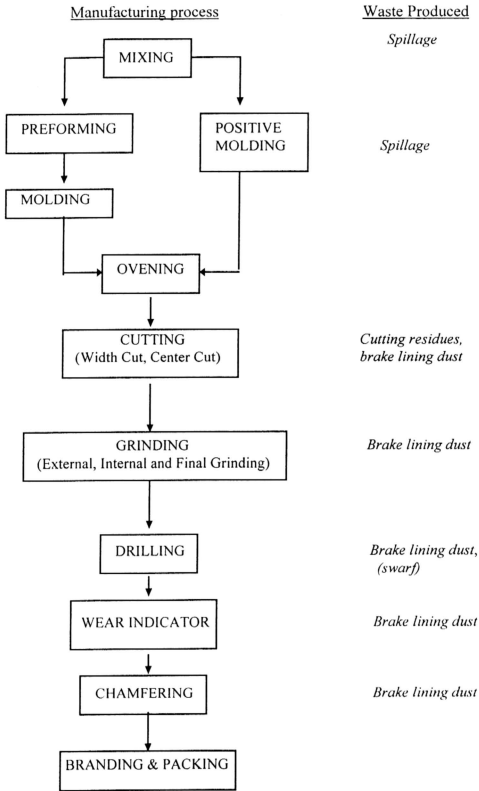 Manufacturing process
Waste Produced
MIXING
Spillage
PREFORMING
POSITIVE
MOLDING
Spillage
MOLDING
OVENING
CUTTING
(Width Cut, Center Cut)
Cutting residues,
brake lining dust
GRINDING
(External, Internal and Final Grinding)
Brake lining dust
DRILLING
Brake lining dust,
(swarf)
WEAR INDICATOR
Brake lining dust
CHAMFERING
Brake lining dust
BRANDING & PACKING